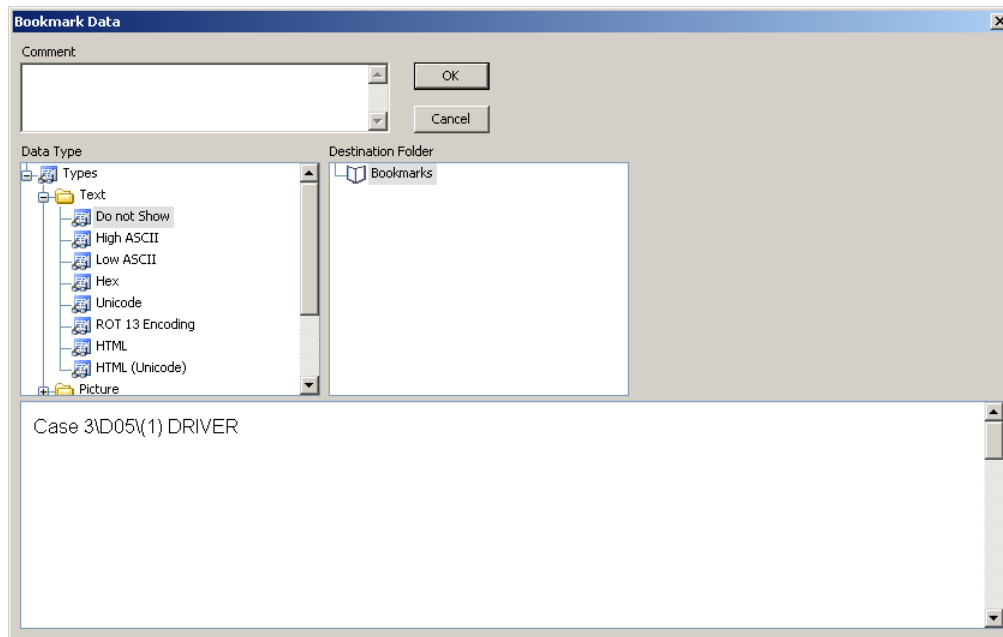 Bookmark Data
Comment
OK
Cancel
Data Type
Destination Folder
Types
Bookmarks
Text
Do not Show
High ASCII
Low ASCII
Hex
Unicode
ROT 13 Encoding
HTML
HTML (Unicode)
Picture
Case 3\D05\(1) DRIVER